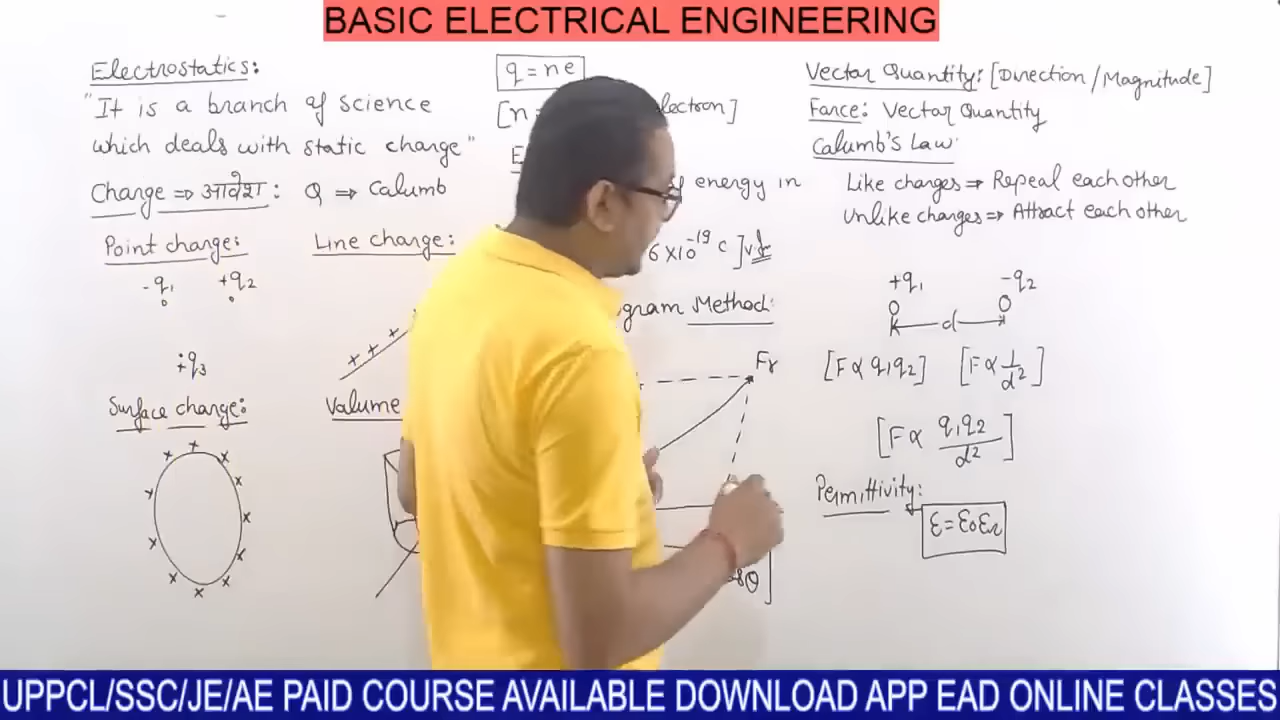 BASIC ELECTRICAL ENGINEERING
Electrostatics:
"It is a branch of science
which deals with static charge"
Charge ⇒ आवेश: Q ⇒ Calumb
Point charge:
-q₁ +q₂
+q₃
Line charge:
+ + +
Surface charge:
Valume
q = ne
[n lectron]
E
energy in
6×10⁻¹⁹ c ]
gram Method:
Fr
θ
Vector Quantity: [Direction/Magnitude]
Farce: Vector Quantity
Calumb's Law
Like charges ⇒ Repeal each other
Unlike charges ⇒ Attract each other
+q₁ -q₂
d
[F ∝ q₁q₂] [F ∝ 1/d²]
[F ∝ q₁q₂/d²]
Permittivity:
ε = ε₀εr
UPPCL/SSC/JE/AE PAID COURSE AVAILABLE DOWNLOAD APP EAD ONLINE CLASSES